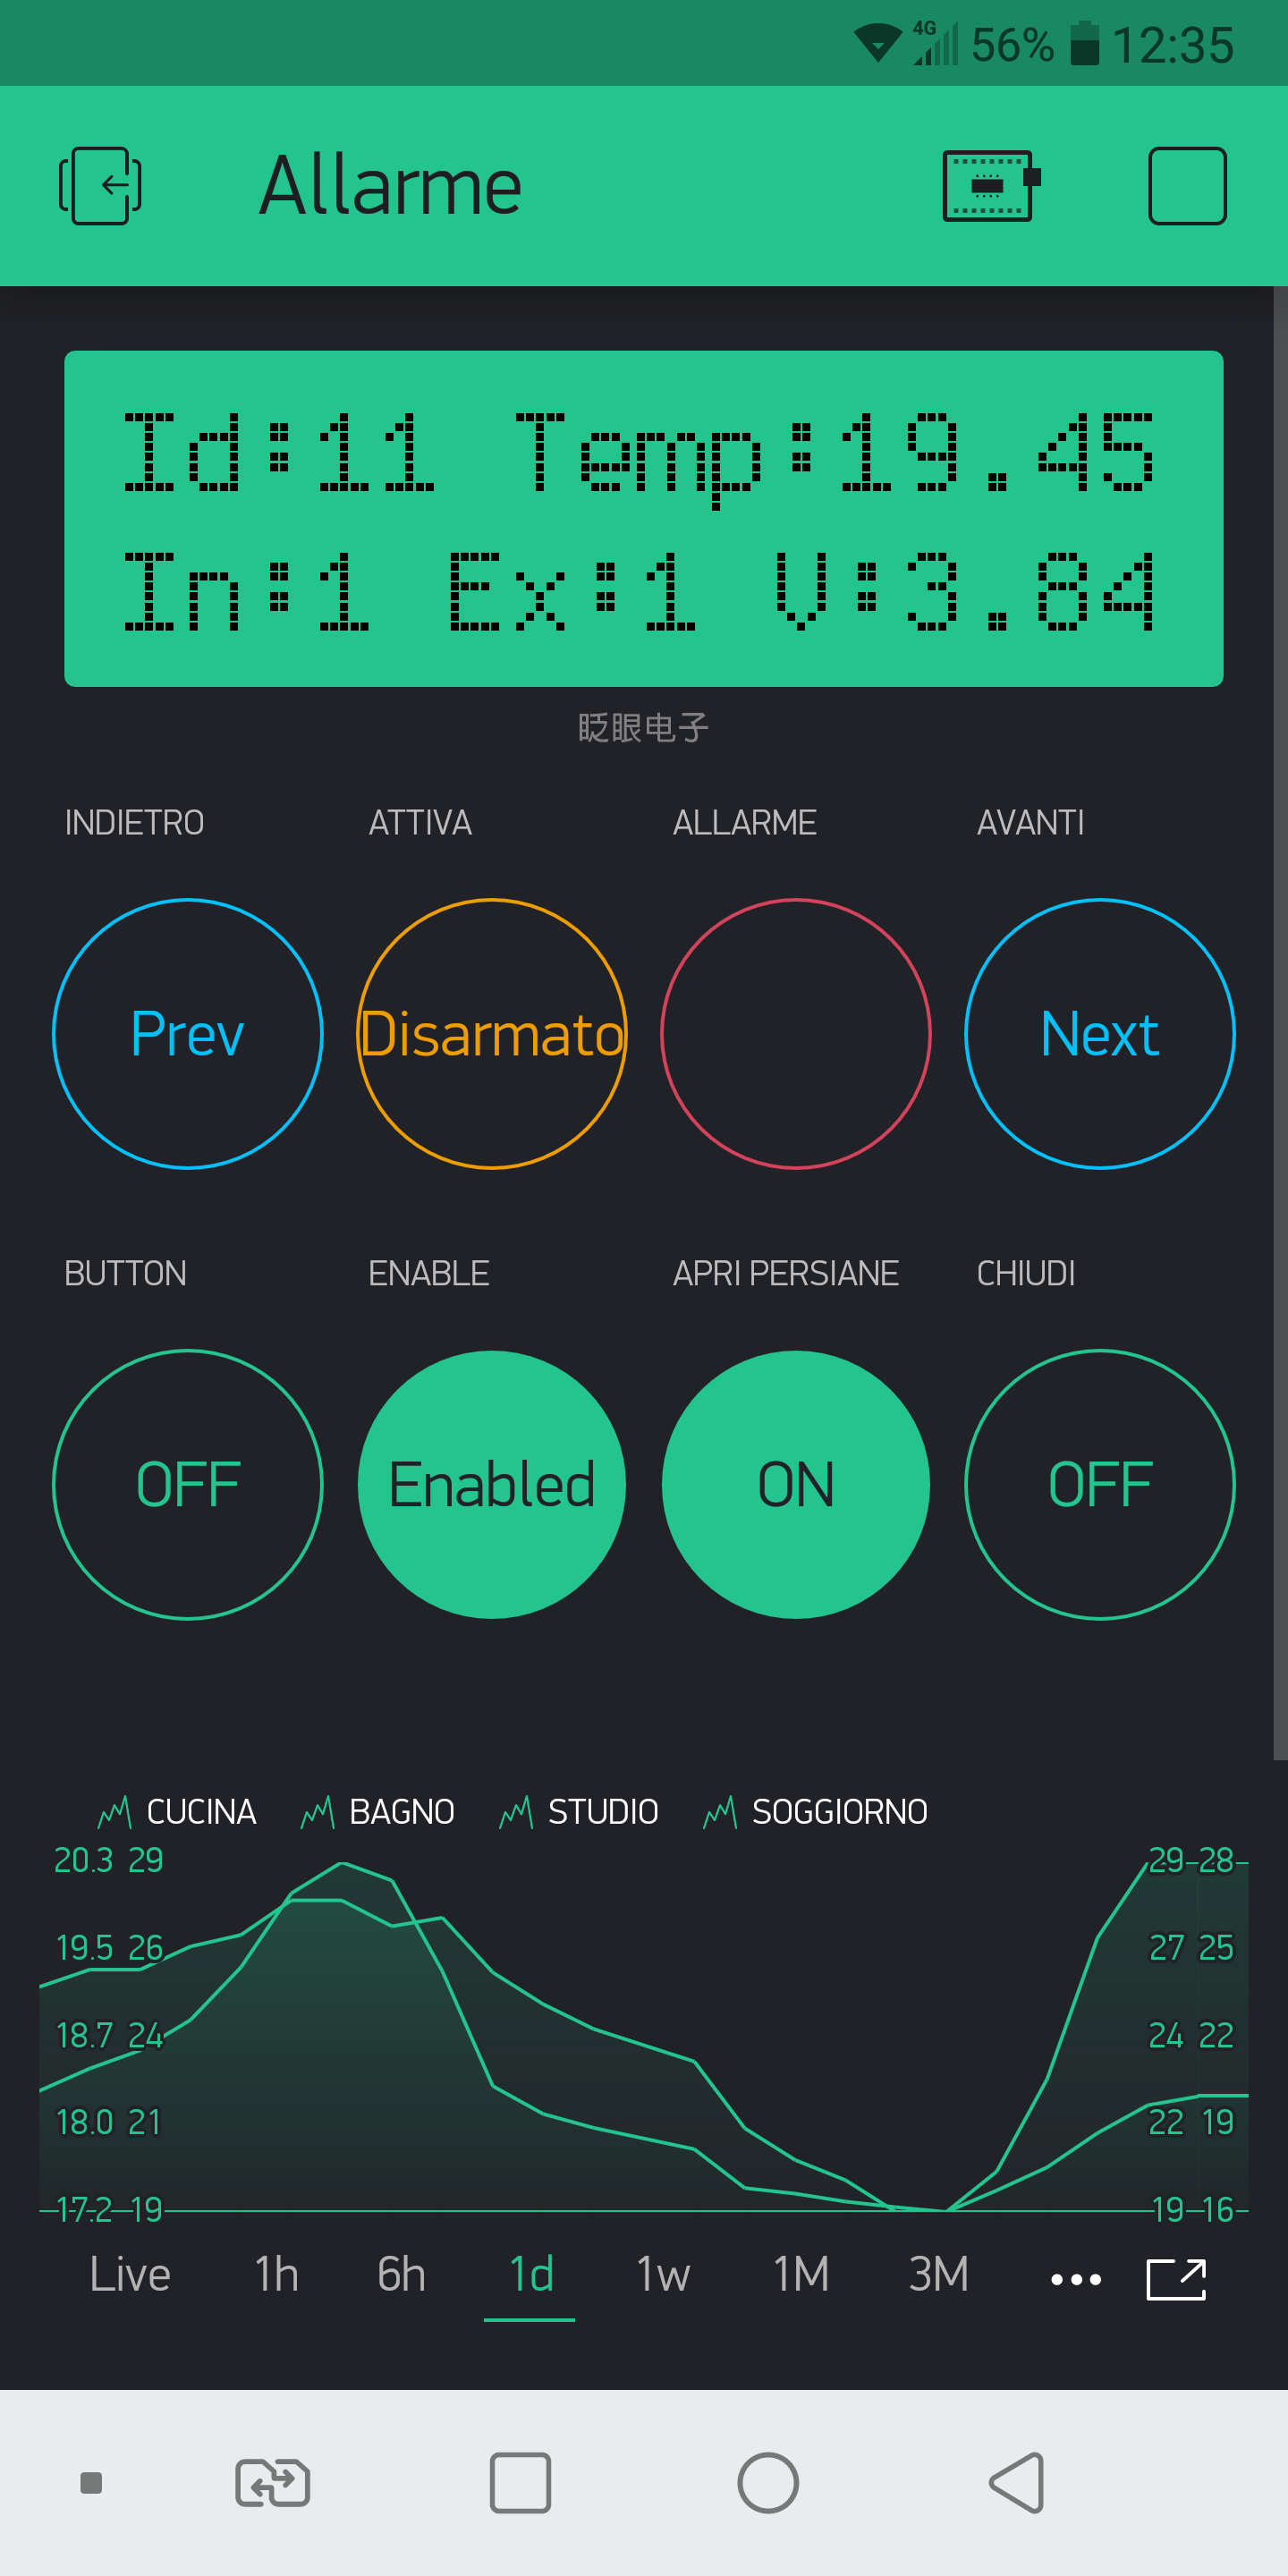 4G 56% 12:35
Allarme
Id:11 Temp:19.45
In:1 Ex:1 V:3.84
眨眼电子
INDIETRO ATTIVA ALLARME AVANTI
Prev Disarmato Next
BUTTON ENABLE APRI PERSIANE CHIUDI
OFF Enabled ON OFF
CUCINA BAGNO STUDIO SOGGIORNO
20.3 29 29 28
19.5 26 27 25
18.7 24 24 22
18.0 21 22 19
17.2 19 19 16
Live 1h 6h 1d 1w 1M 3M